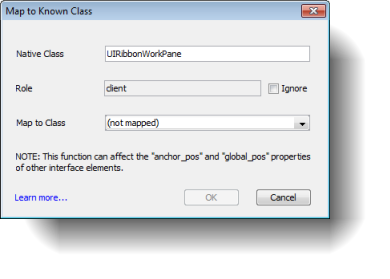 Map to Known Class
Native Class UIRibbonWorkPane
Role client Ignore
Map to Class (not mapped)
NOTE: This function can affect the "anchor_pos" and "global_pos" properties
of other interface elements.
Learn more... OK Cancel